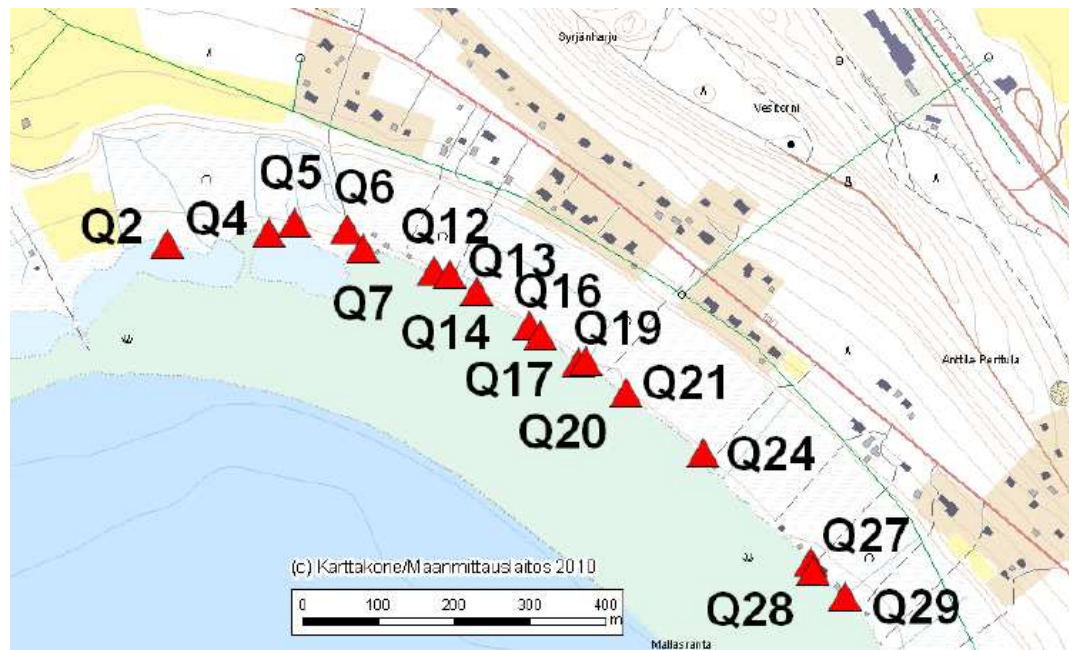 Syrjänharju
Vesitorni
Q5
Q6
Q4
Q2
Q12
Q13
Q7
Q16
Q14
Q19
Q17
Q21
Anttila-Perttula
Q20
Q24
Q27
(c) Karttakone/Maanmittauslaitos 2010
0 100 200 300 400
m
Q28
Q29
Mallasranta